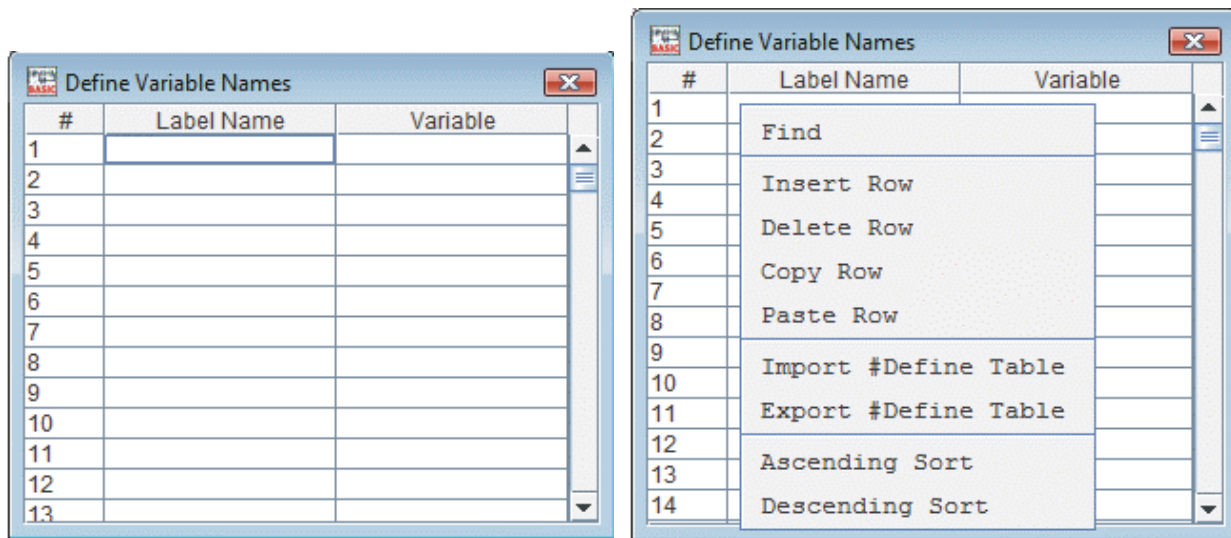 Define Variable Names
# Label Name Variable
1
2
3
4
5
6
7
8
9
10
11
12
13
Define Variable Names
# Label Name Variable
1
2
3
4
5
6
7
8
9
10
11
12
13
14
Find
Insert Row
Delete Row
Copy Row
Paste Row
Import #Define Table
Export #Define Table
Ascending Sort
Descending Sort